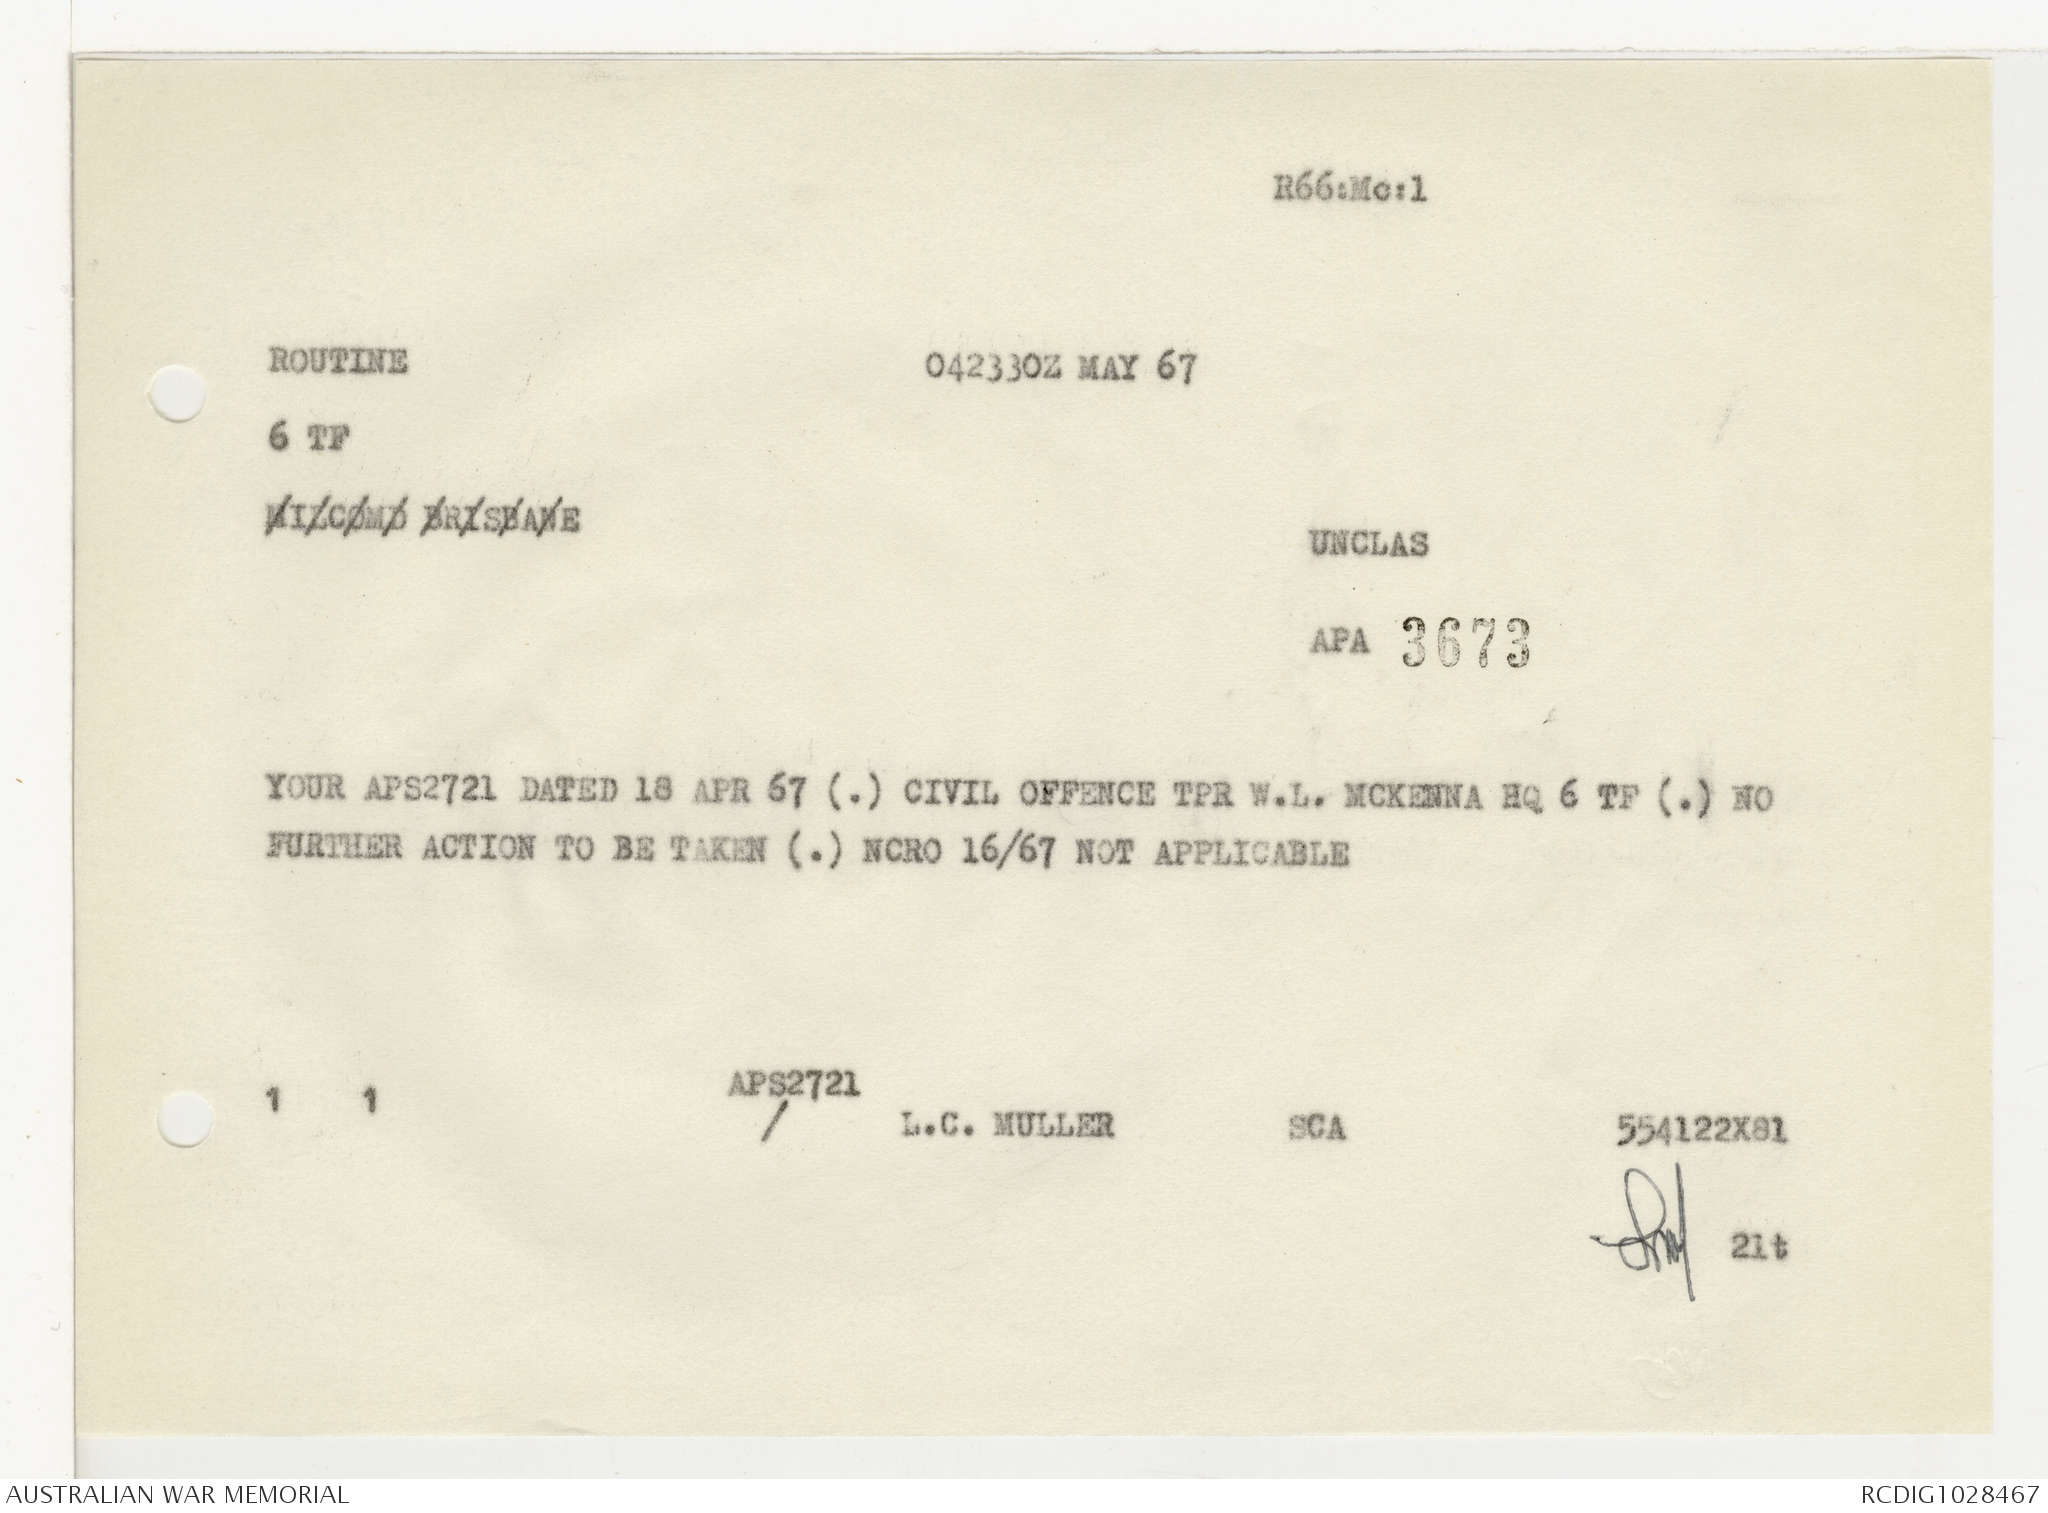 R66:Mc:1
ROUTINE 042330Z MAY 67
6 TF
MILCOMD BRISBANE
UNCLAS
APA 3673
YOUR APS2721 DATED 18 APR 67 (.) CIVIL OFFENCE TPR W.L. MCKENNA HQ 6 TF (.) NO
FURTHER ACTION TO BE TAKEN (.) NCRO 16/67 NOT APPLICABLE
1 1 APS2721
/ L.C. MULLER SCA 554122X81
21t
AUSTRALIAN WAR MEMORIAL RCDIG1028467